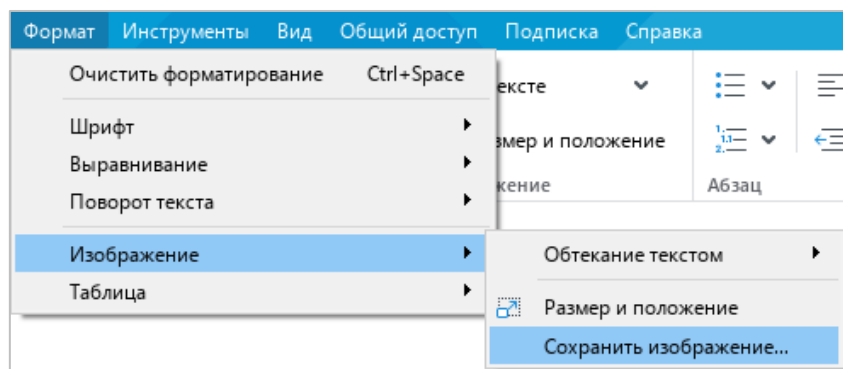 Формат Инструменты Вид Общий доступ Подписка Справка
Очистить форматирование Ctrl+Space
ексте
Шрифт
змер и положение
Выравнивание
жение Абзац
Поворот текста
Изображение
Обтекание текстом
Таблица
Размер и положение
Сохранить изображение...